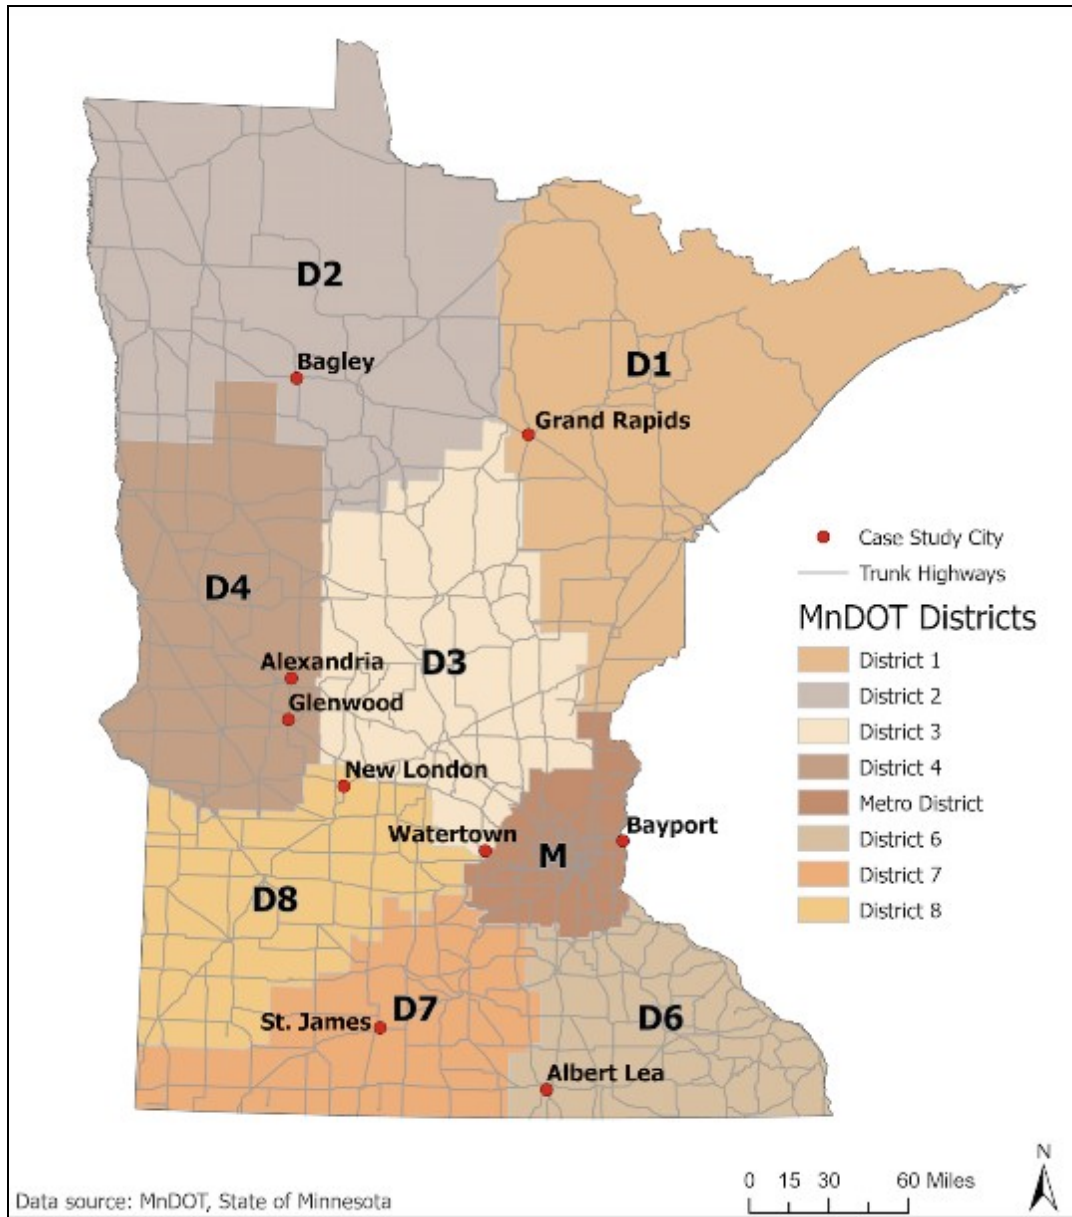 D2
Bagley
D1
Grand Rapids
Case Study City
Trunk Highways
D4
MnDOT Districts
Alexandria
D3
District 1
Glenwood
District 2
District 3
New London
District 4
Metro District
Watertown
Bayport
M
District 6
District 7
D8
District 8
St. James
D7
D6
Albert Lea
N
0 15 30 60 Miles
Data source: MnDOT, State of Minnesota